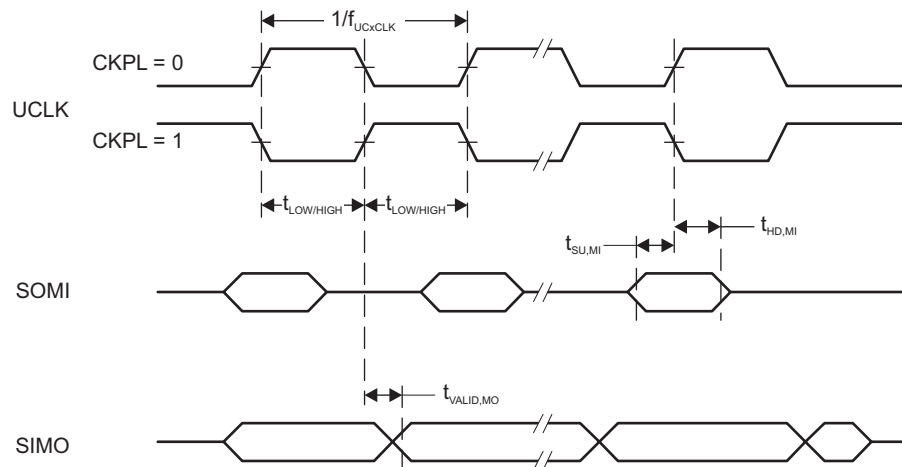 1/fUCxCLK
CKPL = 0
UCLK
CKPL = 1
tLOW/HIGH tLOW/HIGH
tHD,MI
tSU,MI
SOMI
tVALID,MO
SIMO